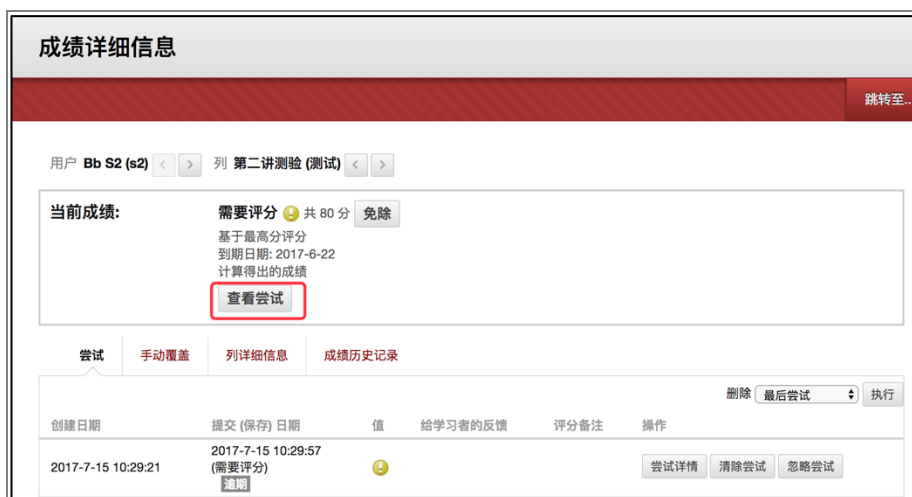 成绩详细信息
跳转至...
用户 Bb S2 (s2) < > 列 第二讲测验 (测试) < >
当前成绩: 需要评分 共 80 分 免除
基于最高分评分
到期日期: 2017-6-22
计算得出的成绩
查看尝试
尝试 手动覆盖 列详细信息 成绩历史记录
删除 最后尝试 执行
创建日期 提交 (保存) 日期 值 给学习者的反馈 评分备注 操作
2017-7-15 10:29:21 2017-7-15 10:29:57 (需要评分) 逾期 尝试详情 清除尝试 忽略尝试